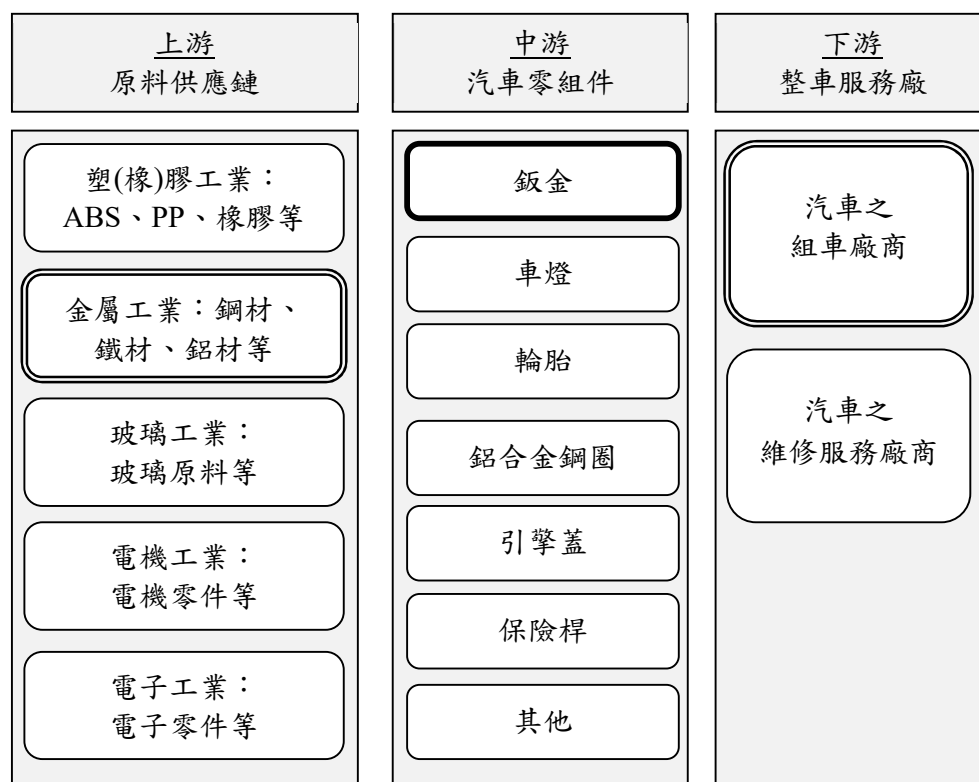 上游
原料供應鏈
塑(橡)膠工業：
ABS、PP、橡膠等
金屬工業：鋼材、
鐵材、鋁材等
玻璃工業：
玻璃原料等
電機工業：
電機零件等
電子工業：
電子零件等
中游
汽車零組件
鈑金
車燈
輪胎
鋁合金鋼圈
引擎蓋
保險桿
其他
下游
整車服務廠
汽車之
組車廠商
汽車之
維修服務廠商